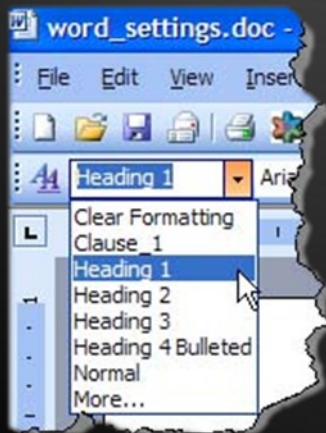 word_settings.doc -
File Edit View Inser
Heading 1 Aria
Clear Formatting
Clause_1
Heading 1
Heading 2
Heading 3
Heading 4 Bulleted
Normal
More...